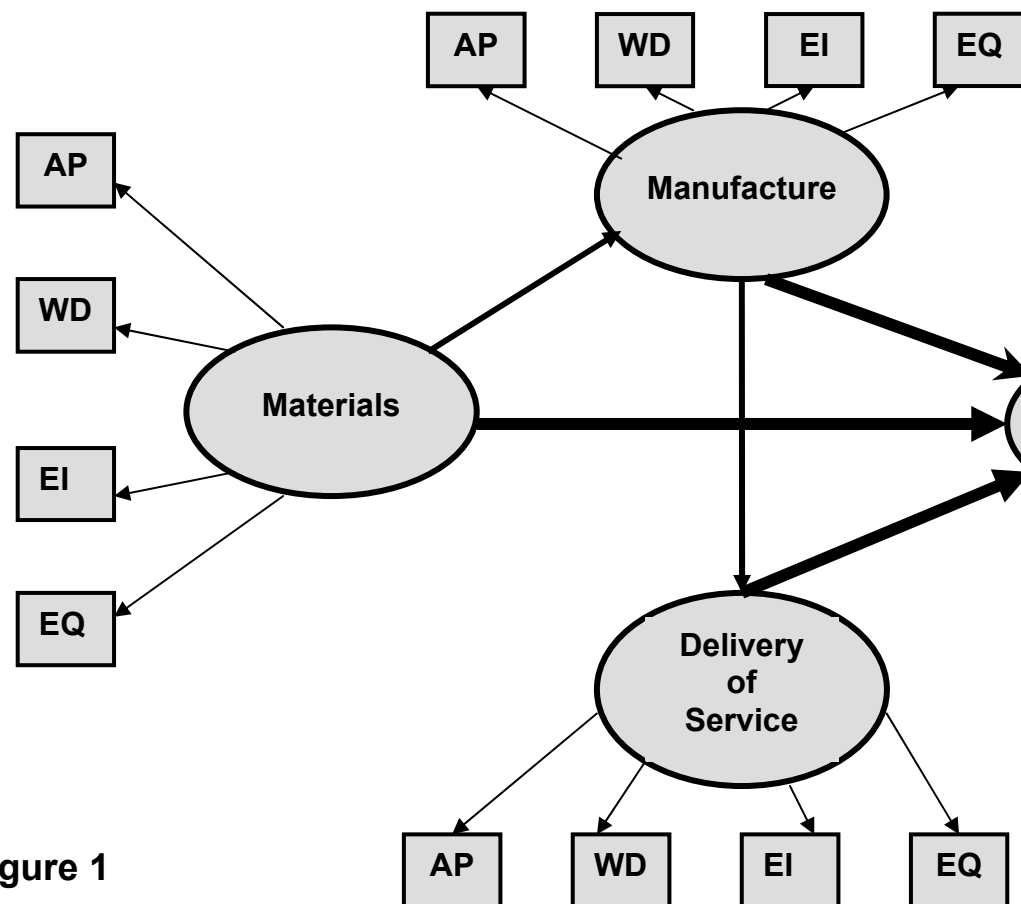 AP
WD
EI
EQ
Manufacture
AP
WD
Materials
EI
EQ
Delivery
of
Service
AP
WD
EI
EQ
gure 1